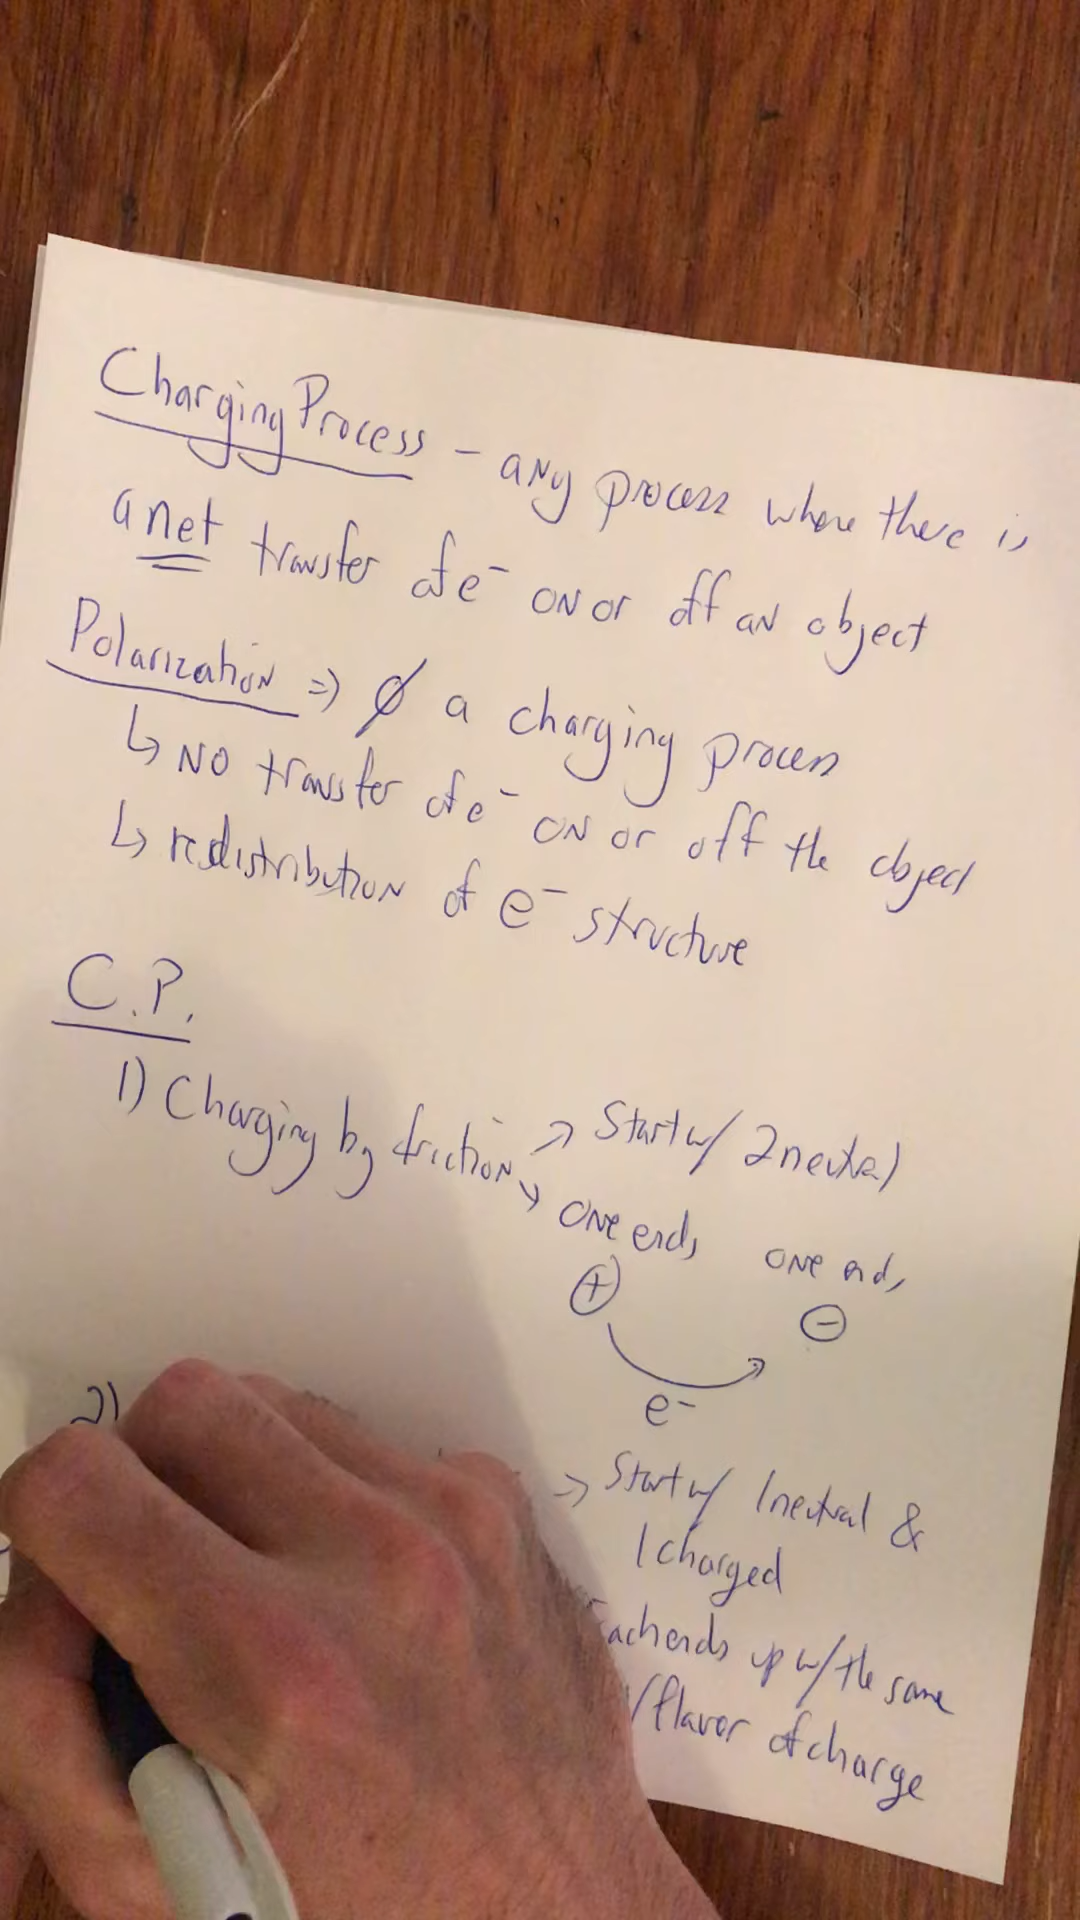 Charging Process - any process where there is
a net transfer of e⁻ on or off an object
Polarization ⇒ ∅ a charging process
↳ No transfer of e⁻ on or off the object
↳ redistribution of e⁻ structure
C.P.
1) Charging by friction → Start w/ 2 neutral
→ one ends one ends
⊕ ⊖
e⁻
2)
→ Start w/ 1 neutral &
1 charged
Each ends up w/ the same
/flavor of charge